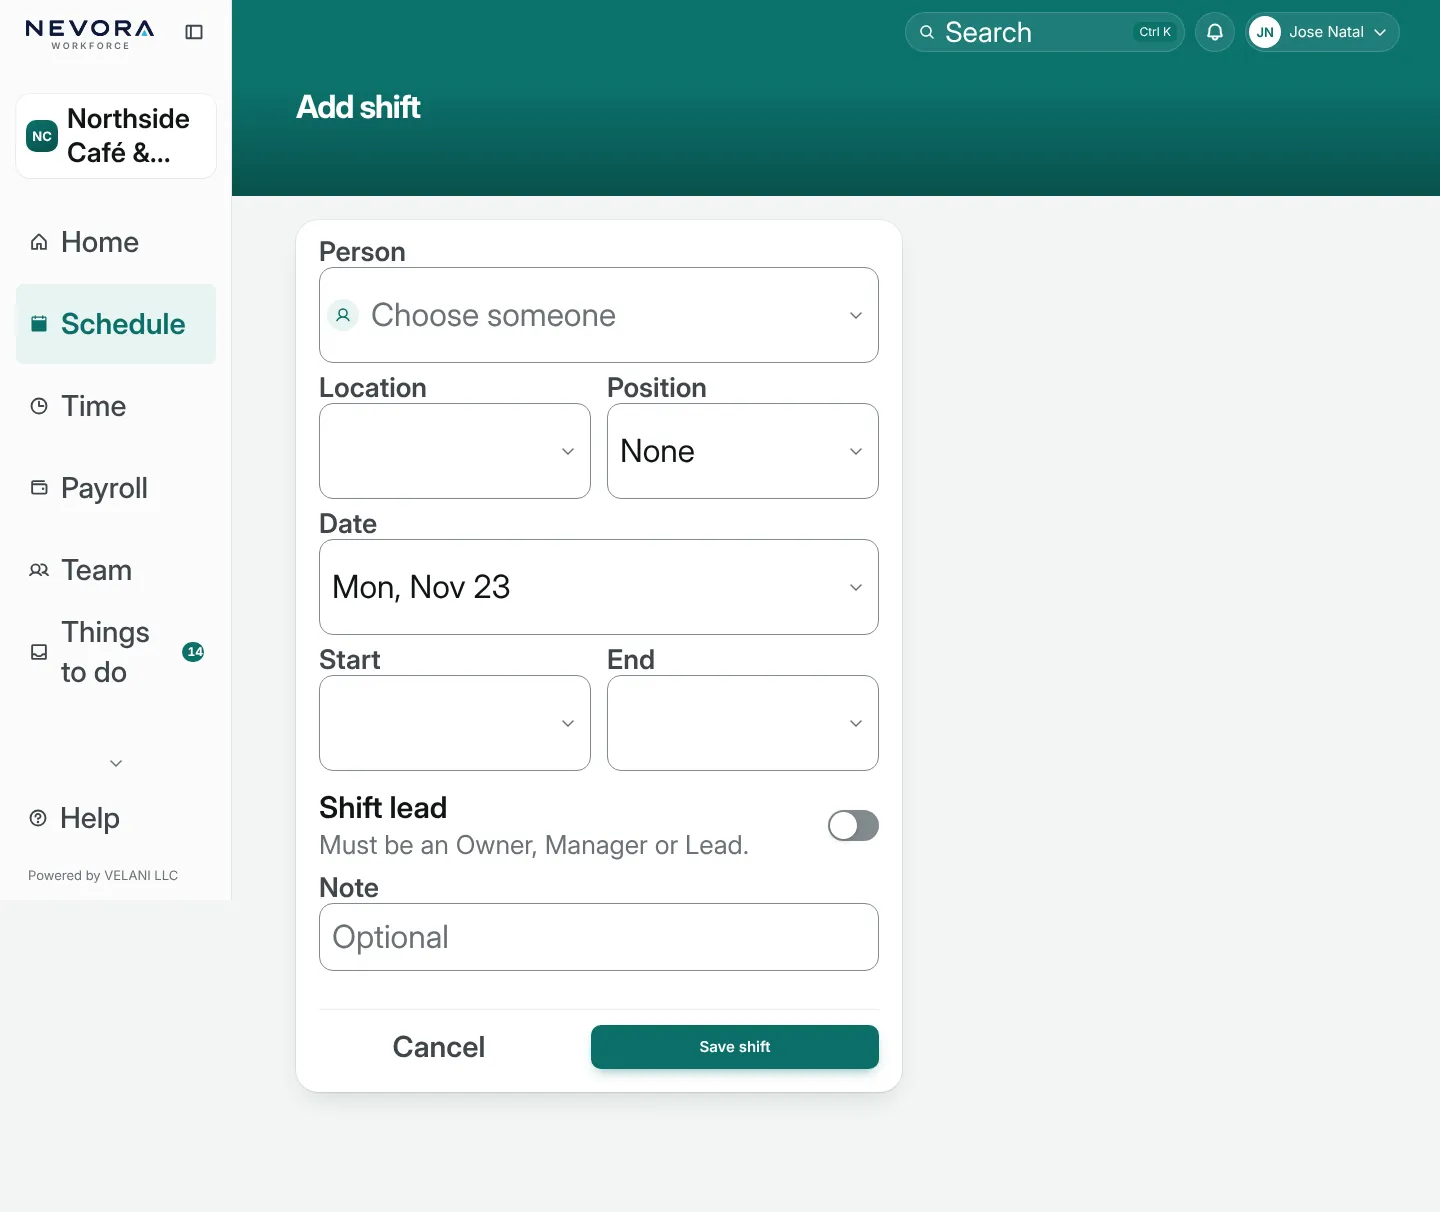 NEVORA
WORKFORCE
Search
Ctrl K
JN
Jose Natal
Add shift
NC
Northside
Café &...
Home
Schedule
Time
Payroll
Team
Things
to do
14
Help
Powered by VELANI LLC
Person
Choose someone
Location
Position
None
Date
Mon, Nov 23
Start
End
Shift lead
Must be an Owner, Manager or Lead.
Note
Optional
Cancel
Save shift